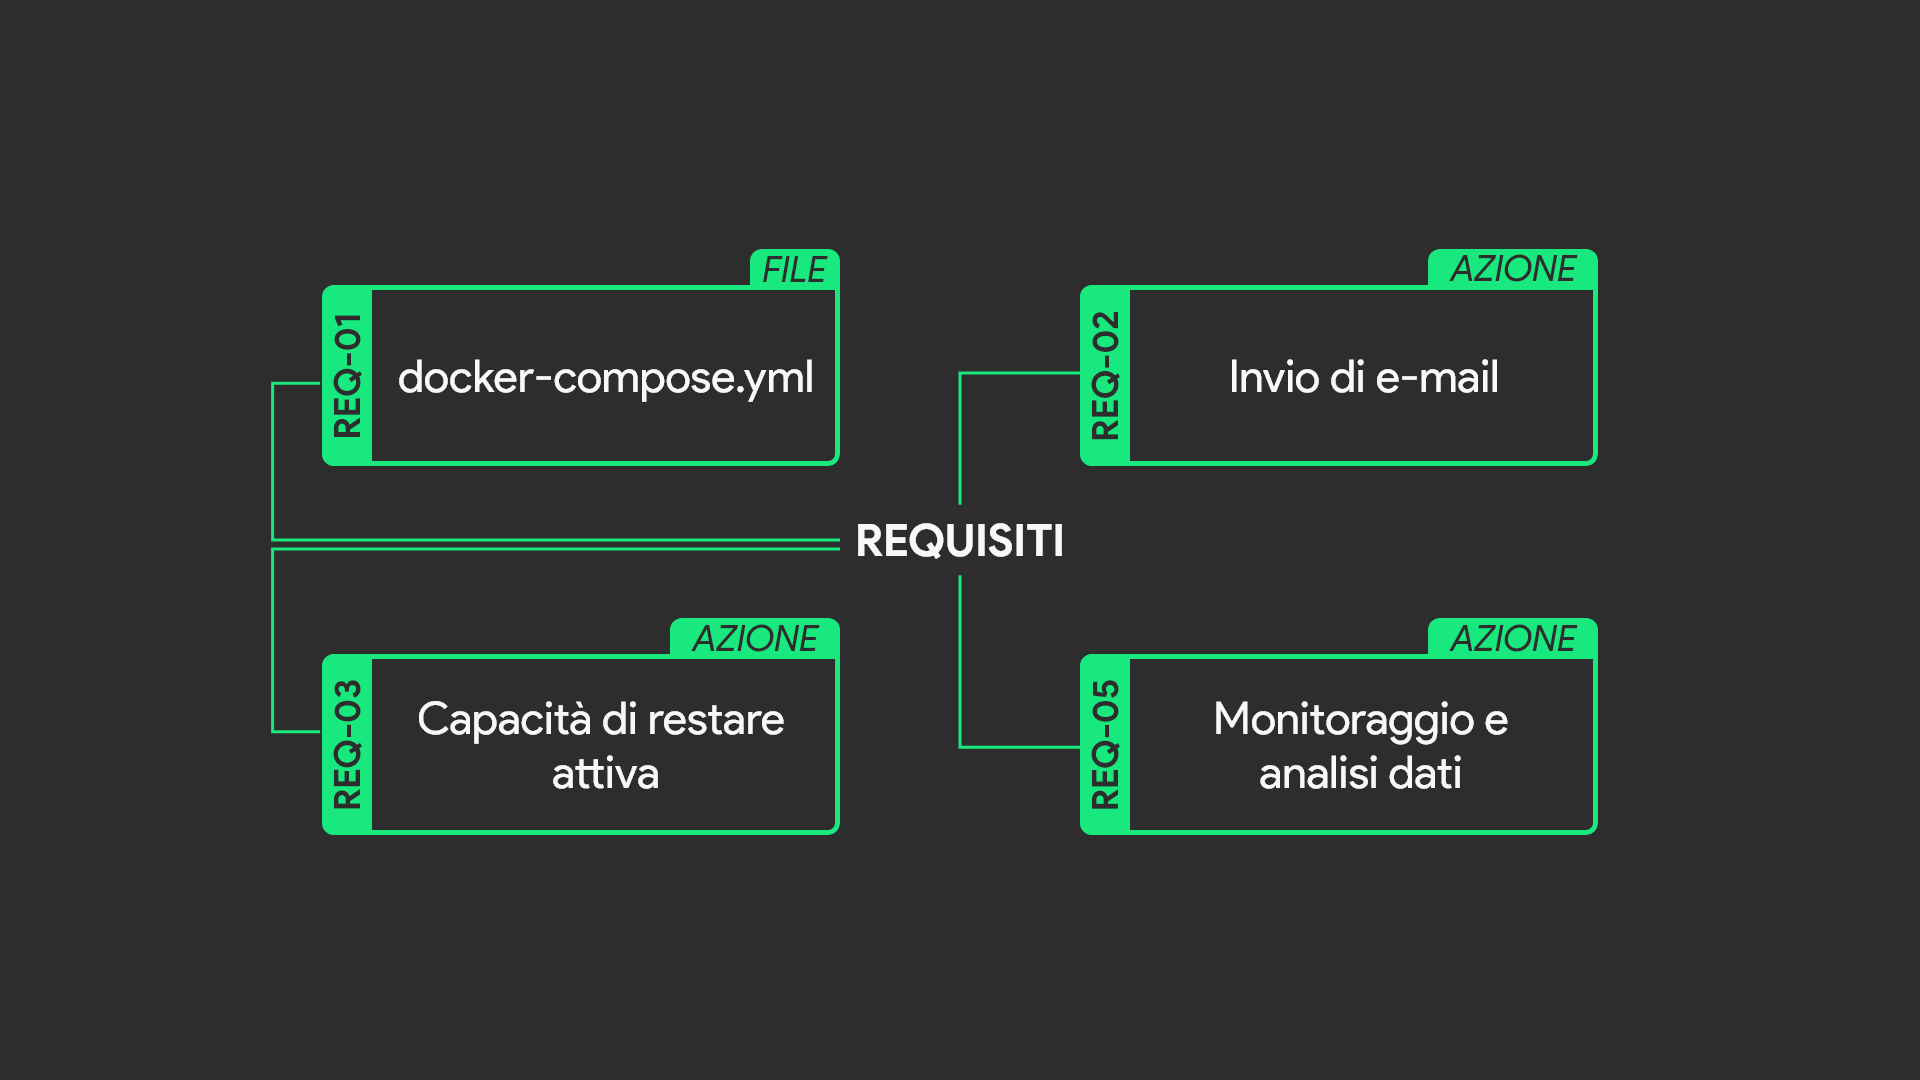 FILE
REQ-01
docker-compose.yml
AZIONE
REQ-02
Invio di e-mail
REQUISITI
AZIONE
REQ-03
Capacità di restare
attiva
AZIONE
REQ-05
Monitoraggio e
analisi dati